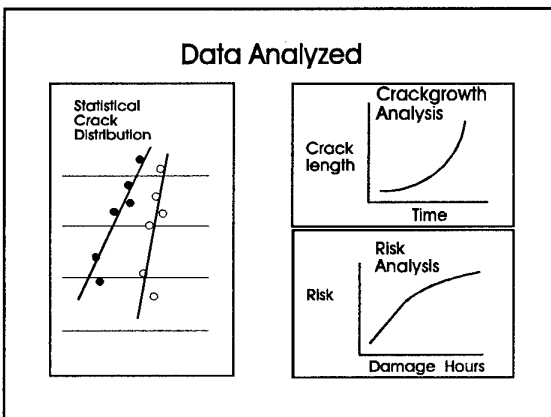 Data Analyzed
Statistical
Crack
Distribution
Crackgrowth
Analysis
Crack
length
Time
Risk
Analysis
Risk
Damage Hours